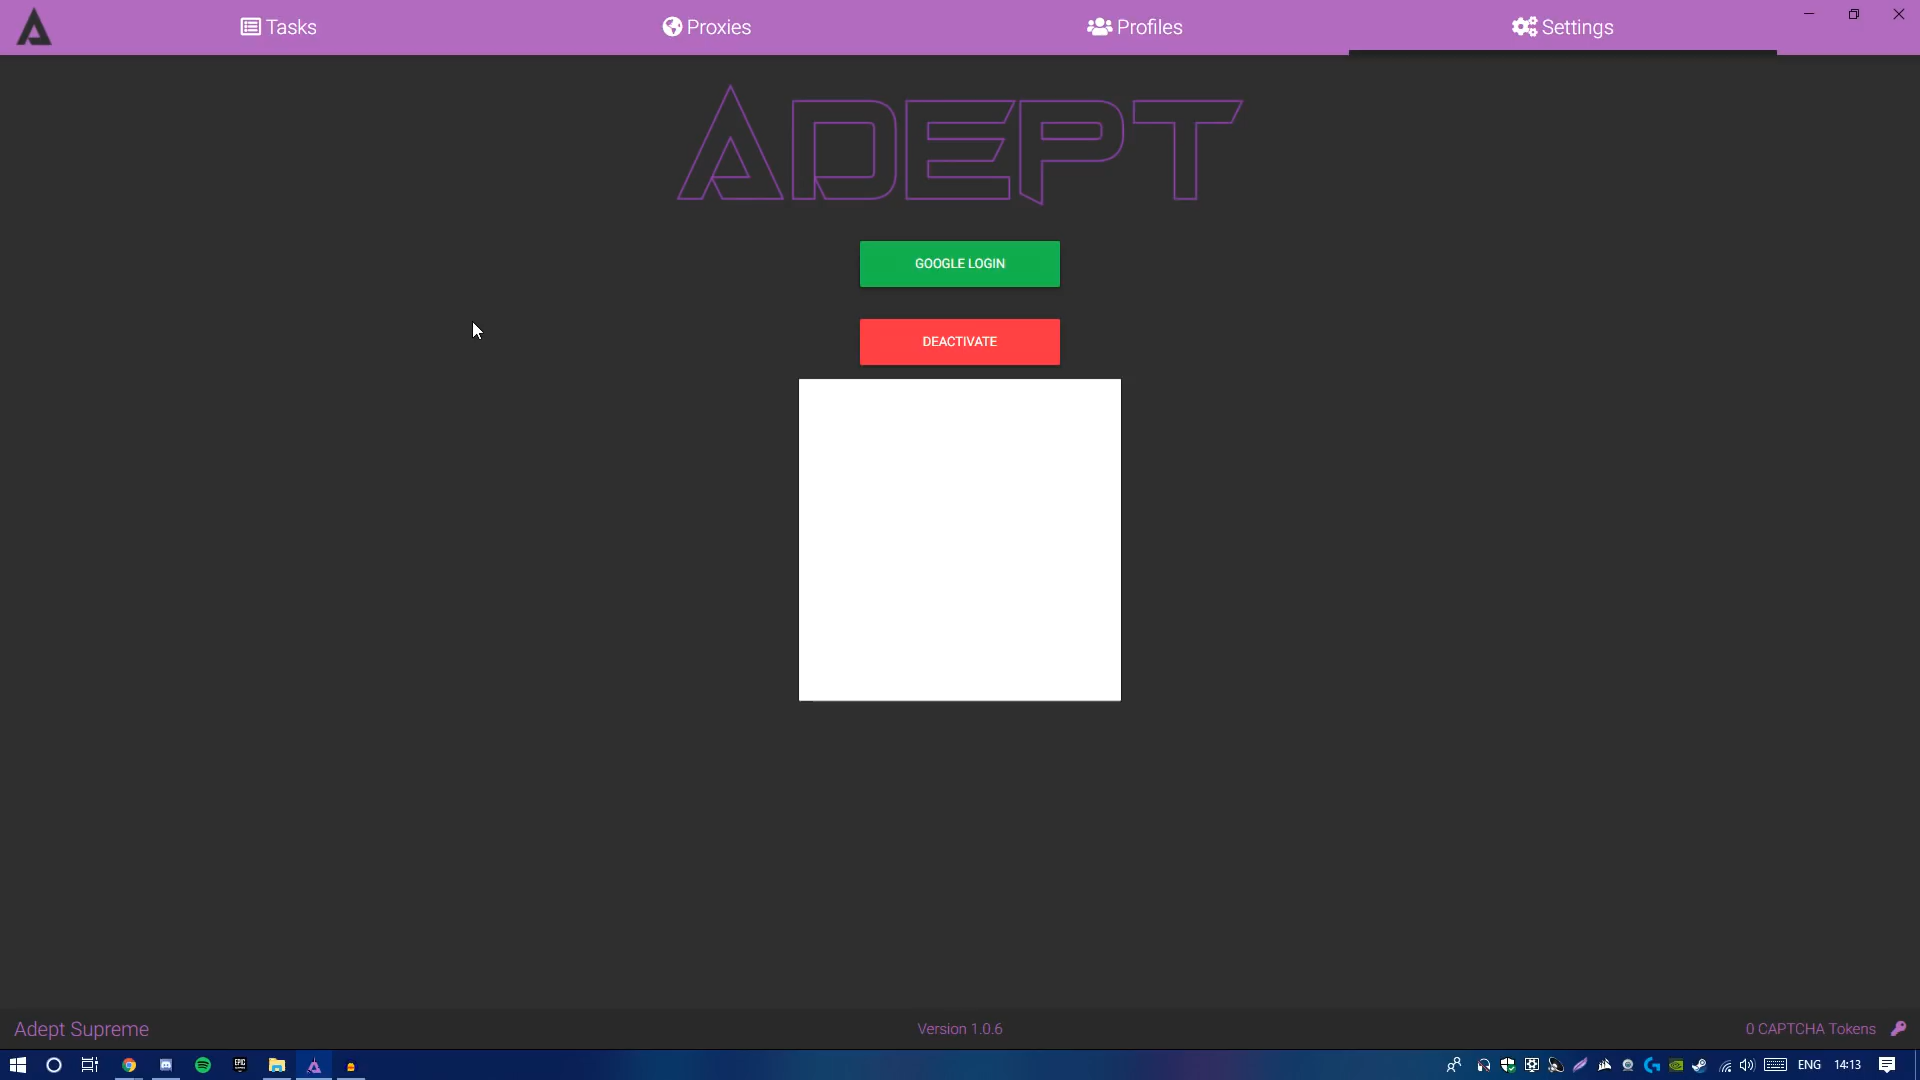 Tasks
Proxies
Profiles
Settings
ADEPT
GOOGLE LOGIN
DEACTIVATE
Adept Supreme
Version 1.0.6
0 CAPTCHA Tokens
EPIC
ENG
14:13